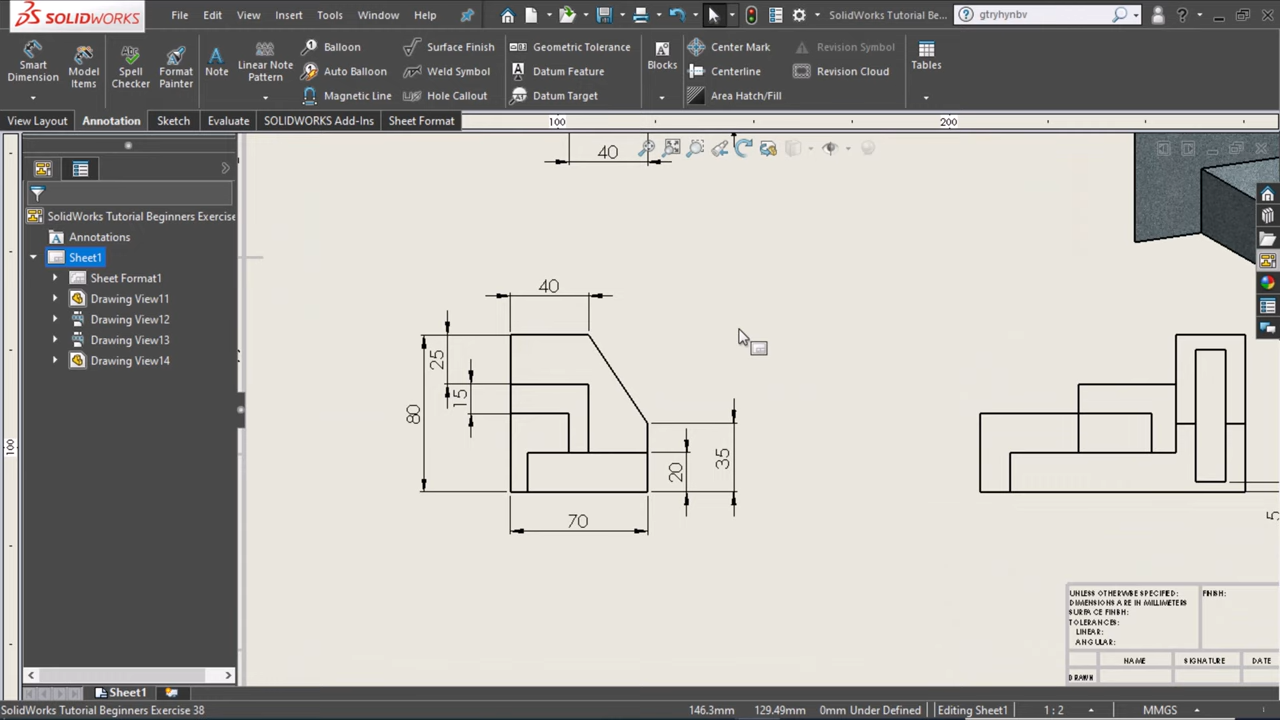 SOLIDWORKS
File Edit View Insert Tools Window Help
SolidWorks Tutorial Be...
gtryhynbv
?
Smart Dimension
Model Items
Spell Checker
Format Painter
Note
Linear Note Pattern
Balloon
Auto Balloon
Magnetic Line
Surface Finish
Weld Symbol
Hole Callout
Geometric Tolerance
Datum Feature
Datum Target
Blocks
Center Mark
Centerline
Area Hatch/Fill
Revision Symbol
Revision Cloud
Tables
View Layout Annotation Sketch Evaluate SOLIDWORKS Add-Ins Sheet Format
100
200
100
SolidWorks Tutorial Beginners Exercise
Annotations
Sheet1
Sheet Format1
Drawing View11
Drawing View12
Drawing View13
Drawing View14
40
40
25
15
80
20
35
70
5
UNLESS OTHERWISE SPECIFIED:
DIMENSIONS ARE IN MILLIMETERS
SURFACE FINISH:
TOLERANCES:
LINEAR:
ANGULAR:
FINISH:
NAME SIGNATURE DATE
DRAWN
Sheet1
SolidWorks Tutorial Beginners Exercise 38
146.3mm 129.49mm 0mm Under Defined Editing Sheet1 1 : 2 MMGS